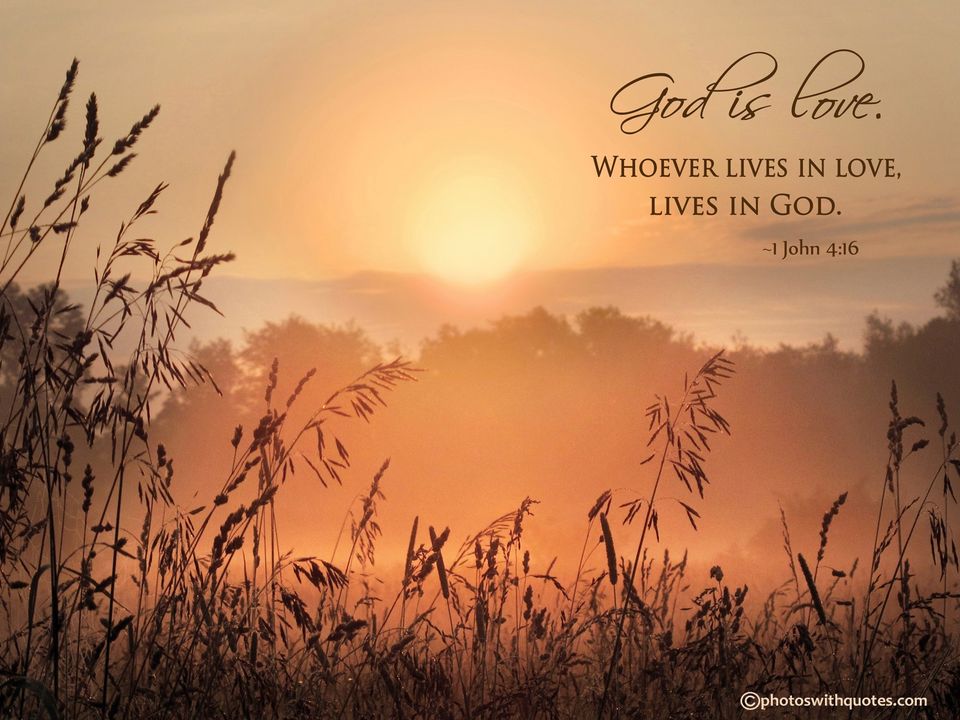 God is love.
Whoever lives in love,
lives in God.
~1 John 4:16
©photoswithquotes.com